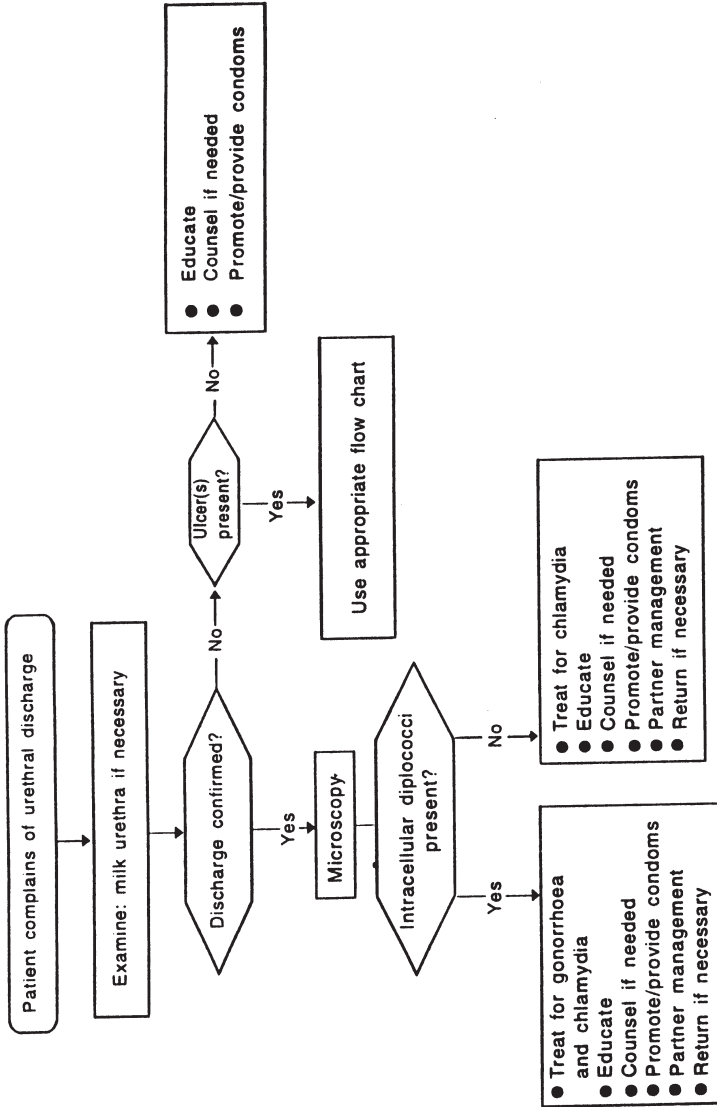 Patient complains of urethral discharge
Examine: milk urethra if necessary
Discharge confirmed?
No
Ulcer(s)
present?
No
● Educate
● Counsel if needed
● Promote/provide condoms
Yes
Use appropriate flow chart
Yes
Microscopy
Intracellular diplococci
present?
Yes
No
● Treat for gonorrhoea
and chlamydia
● Educate
● Counsel if needed
● Promote/provide condoms
● Partner management
● Return if necessary
● Treat for chlamydia
● Educate
● Counsel if needed
● Promote/provide condoms
● Partner management
● Return if necessary